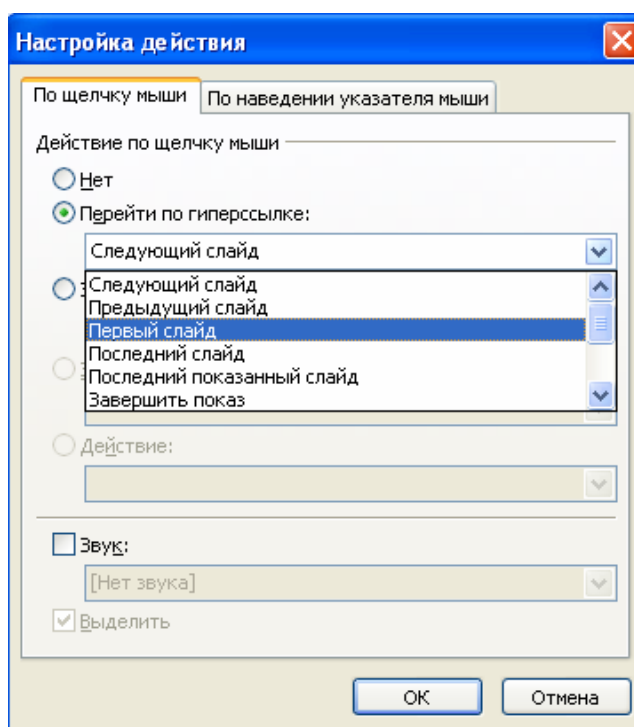 Настройка действия
По щелчку мыши По наведении указателя мыши
Действие по щелчку мыши
Нет
Перейти по гиперссылке:
Следующий слайд
Следующий слайд
Предыдущий слайд
Первый слайд
Последний слайд
Последний показанный слайд
Завершить показ
Действие:
Звук:
[Нет звука]
Выделить
ОК Отмена